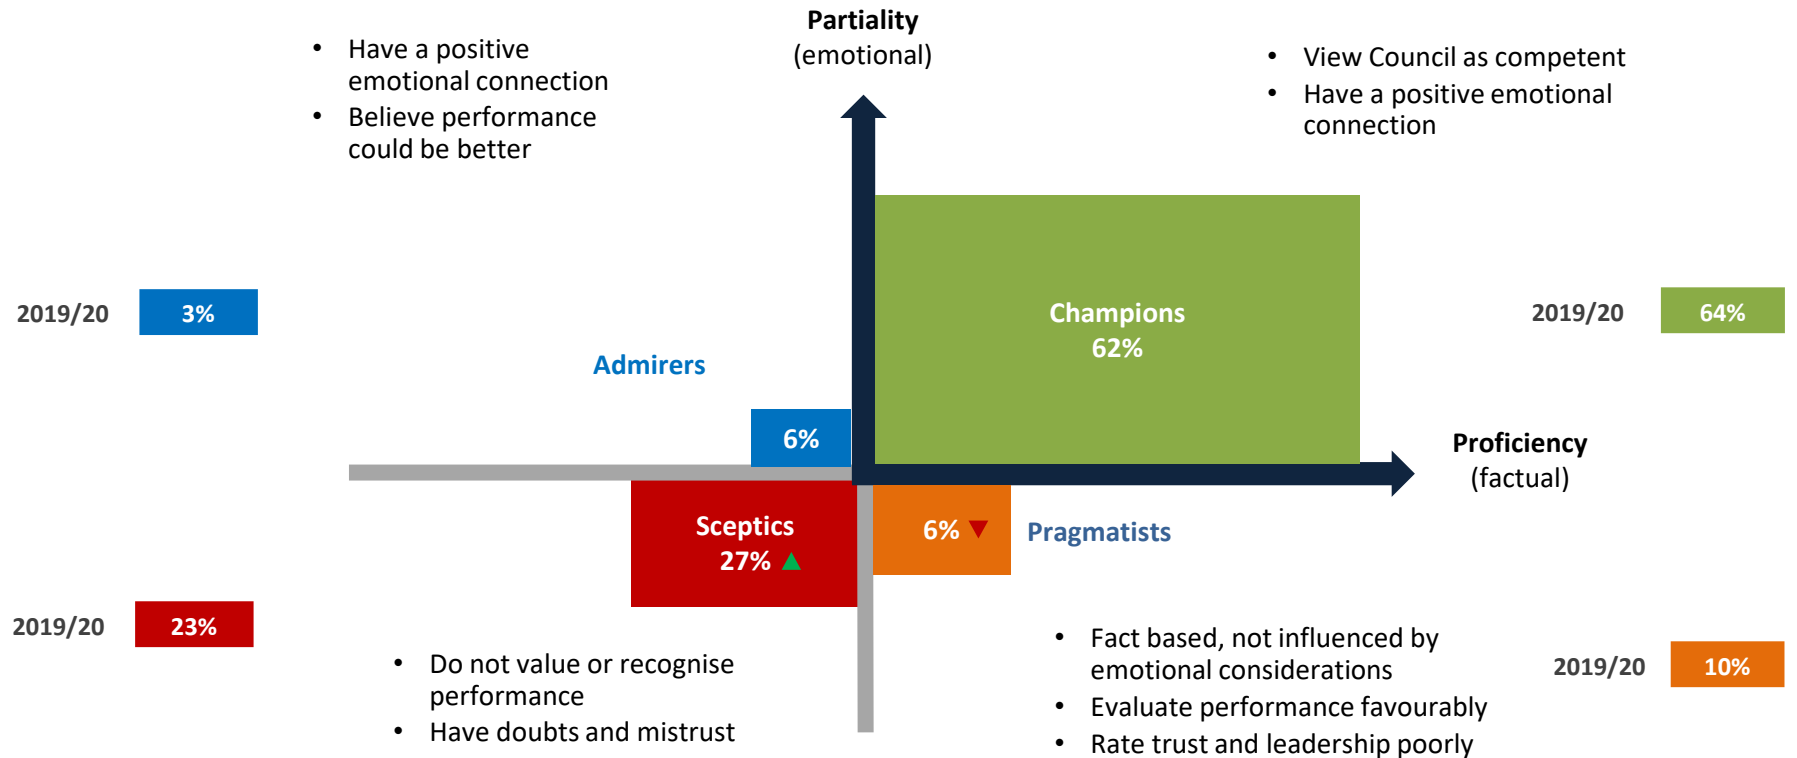 Partiality
(emotional)
• Have a positive
emotional connection
• Believe performance
could be better
• View Council as competent
• Have a positive emotional
connection
2019/20
3%
Champions
62%
2019/20
64%
Admirers
6%
Proficiency
(factual)
Sceptics
27% ▲
6% ▼
Pragmatists
2019/20
23%
• Do not value or recognise
performance
• Have doubts and mistrust
• Fact based, not influenced by
emotional considerations
• Evaluate performance favourably
• Rate trust and leadership poorly
2019/20
10%